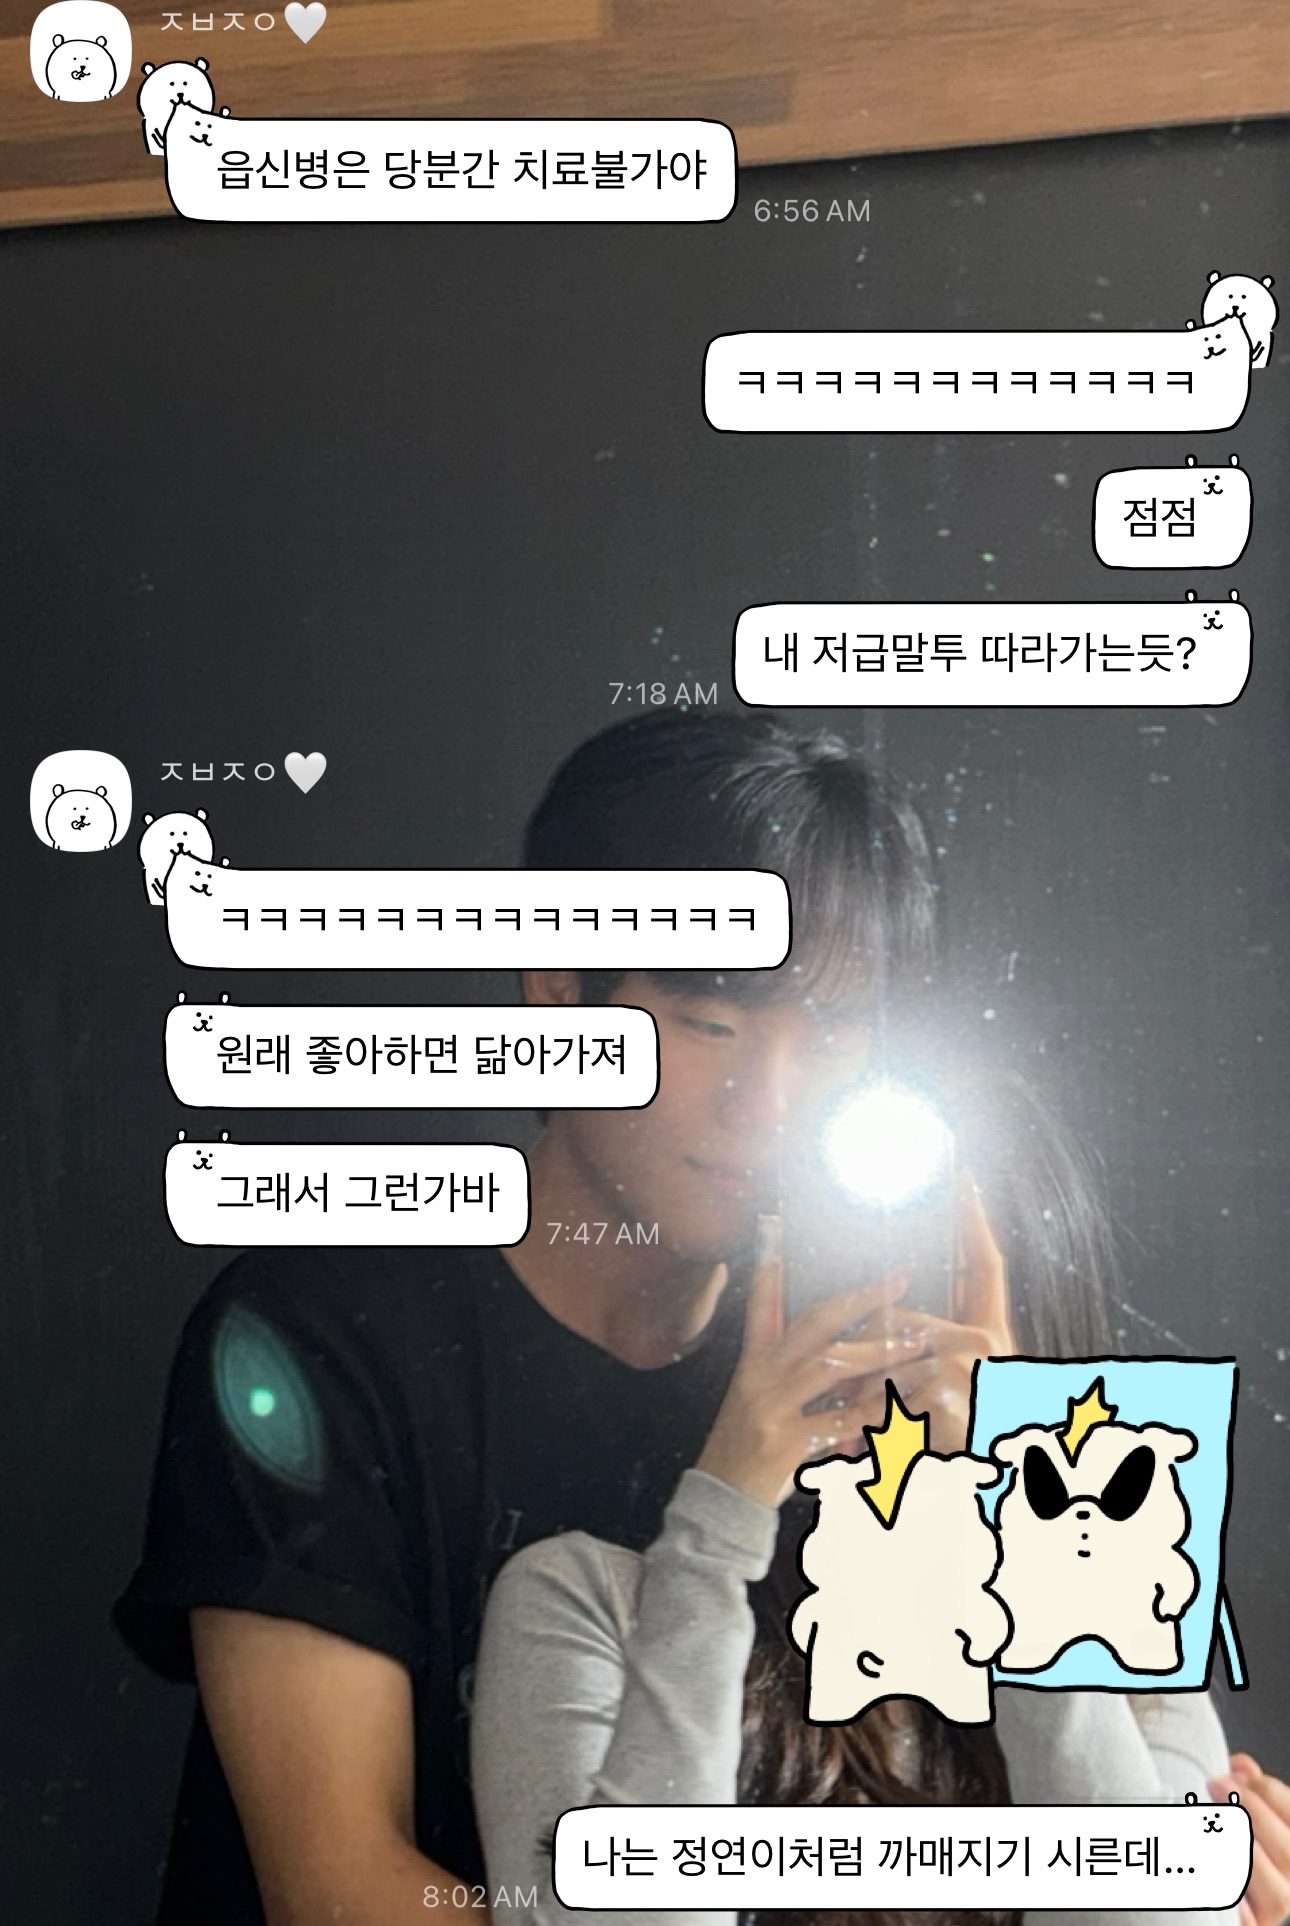 ㅈㅂㅈㅇ🤍
읍신병은 당분간 치료불가야
6:56 AM
ㅋㅋㅋㅋㅋㅋㅋㅋㅋㅋㅋㅋ
점점
내 저급말투 따라가는듯?
7:18 AM
ㅈㅂㅈㅇ🤍
ㅋㅋㅋㅋㅋㅋㅋㅋㅋㅋㅋㅋㅋㅋ
원래 좋아하면 닮아가져
그래서 그런가바
7:47 AM
나는 정연이처럼 까매지기 시른데...
8:02 AM